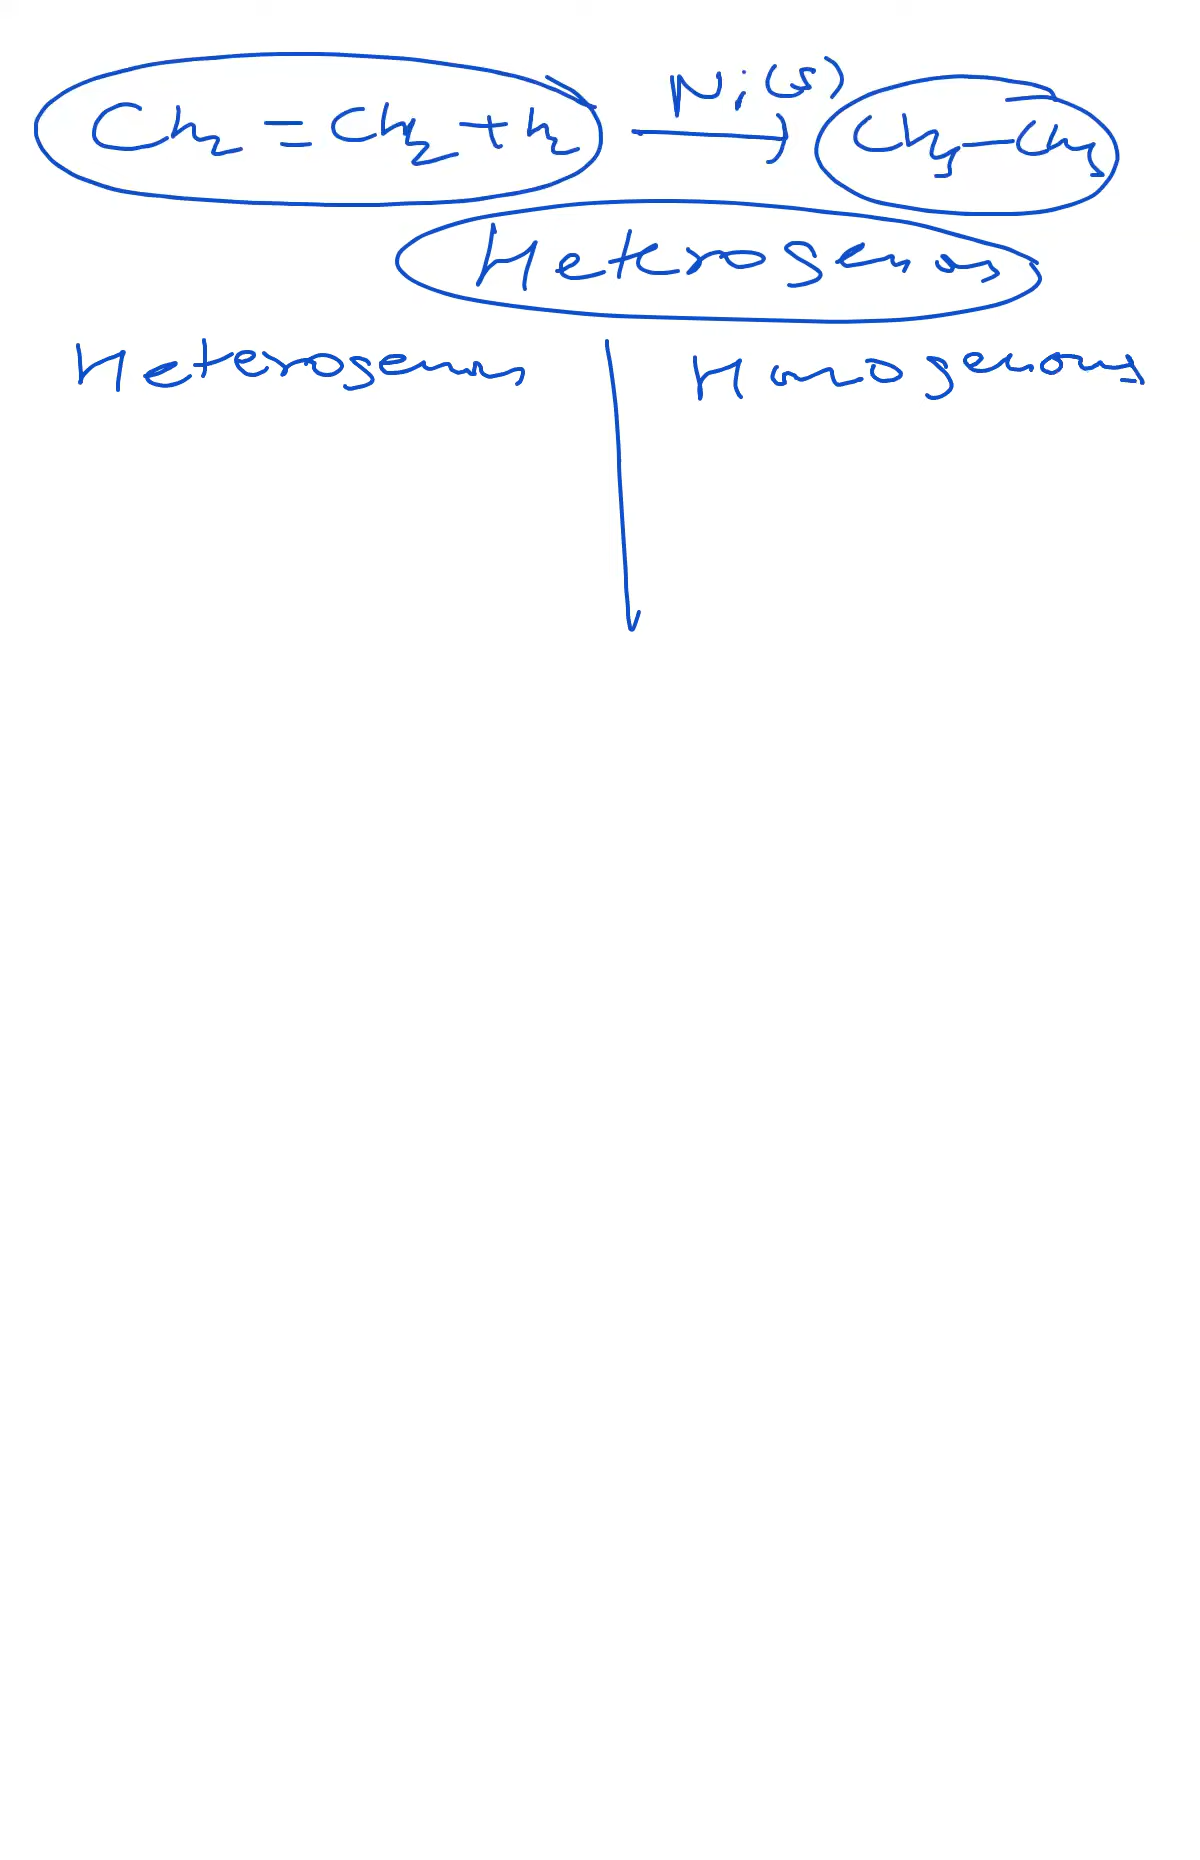 CH2 = CH2 + H2 Ni(s) → CH3-CH3
Heterogenous
Heterogenous Homogenous